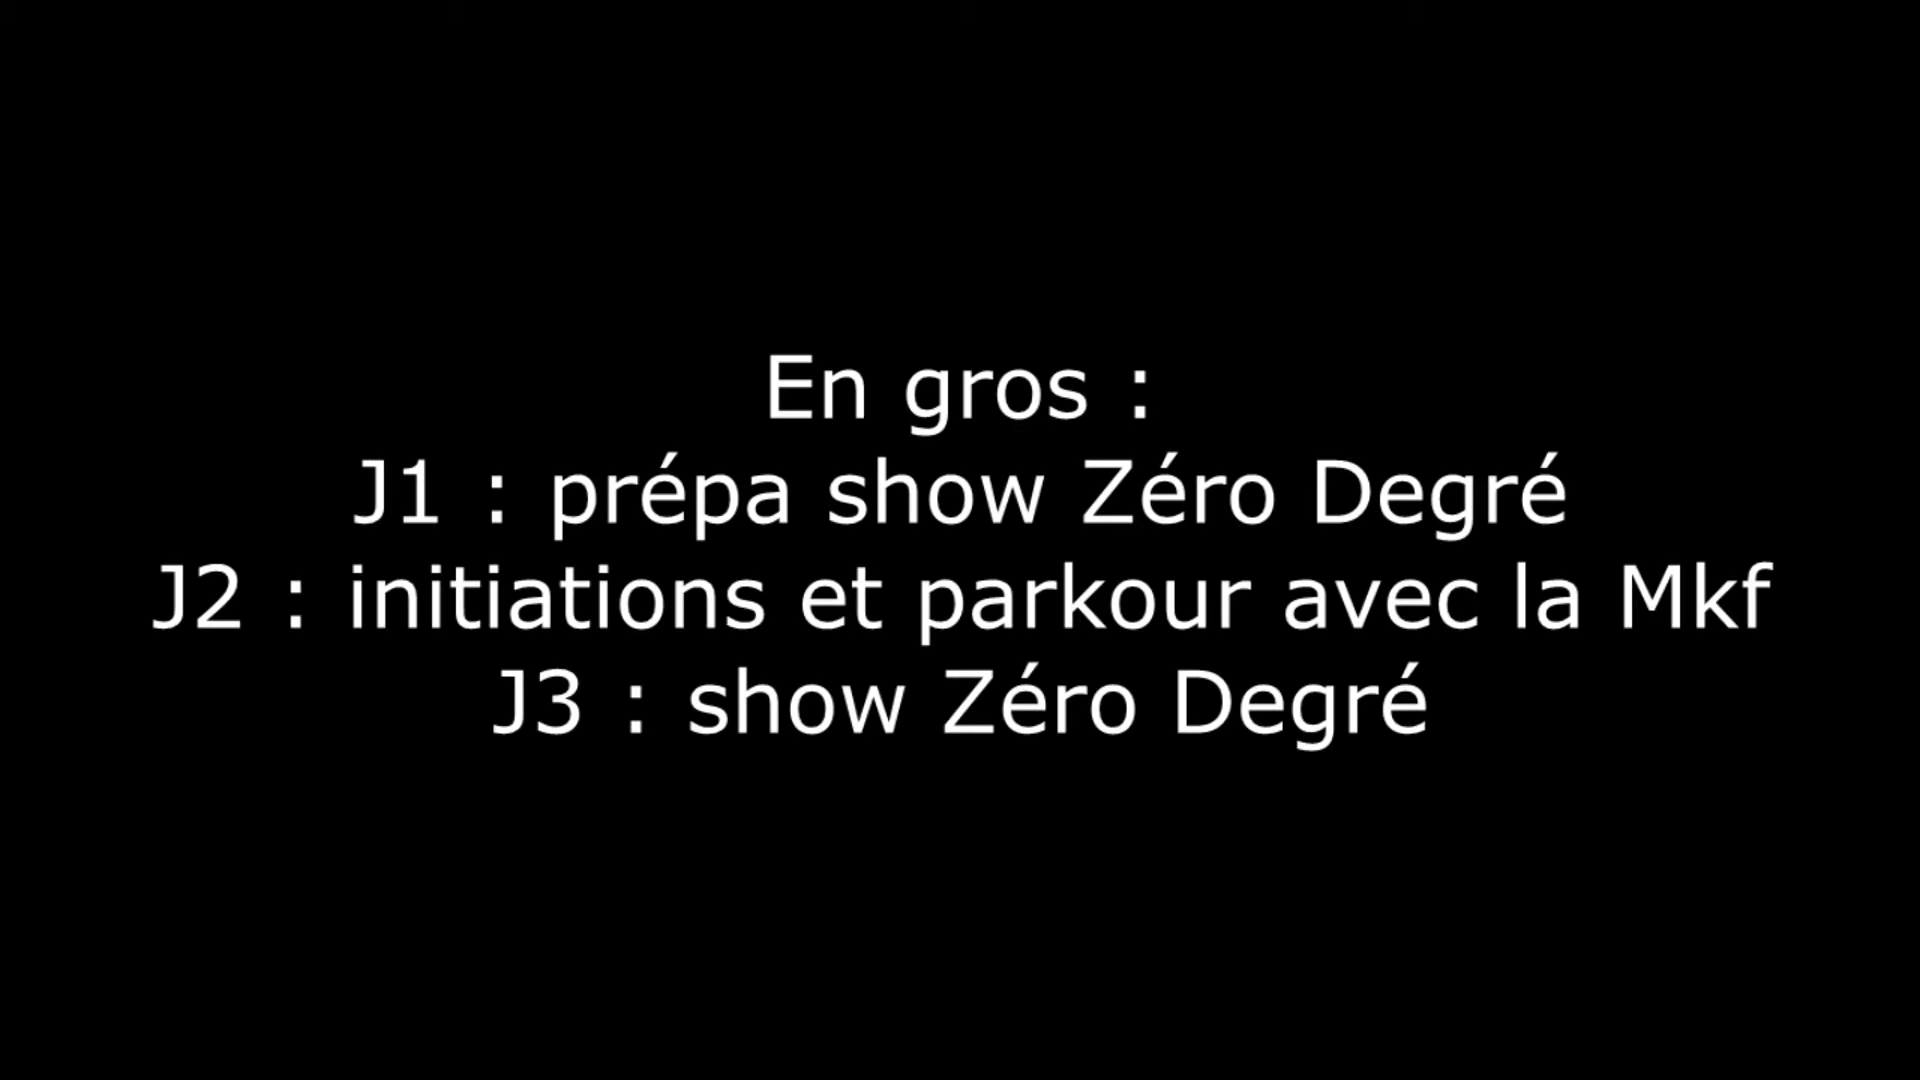 En gros :
J1 : prépa show Zéro Degré
J2 : initiations et parkour avec la Mkf
J3 : show Zéro Degré